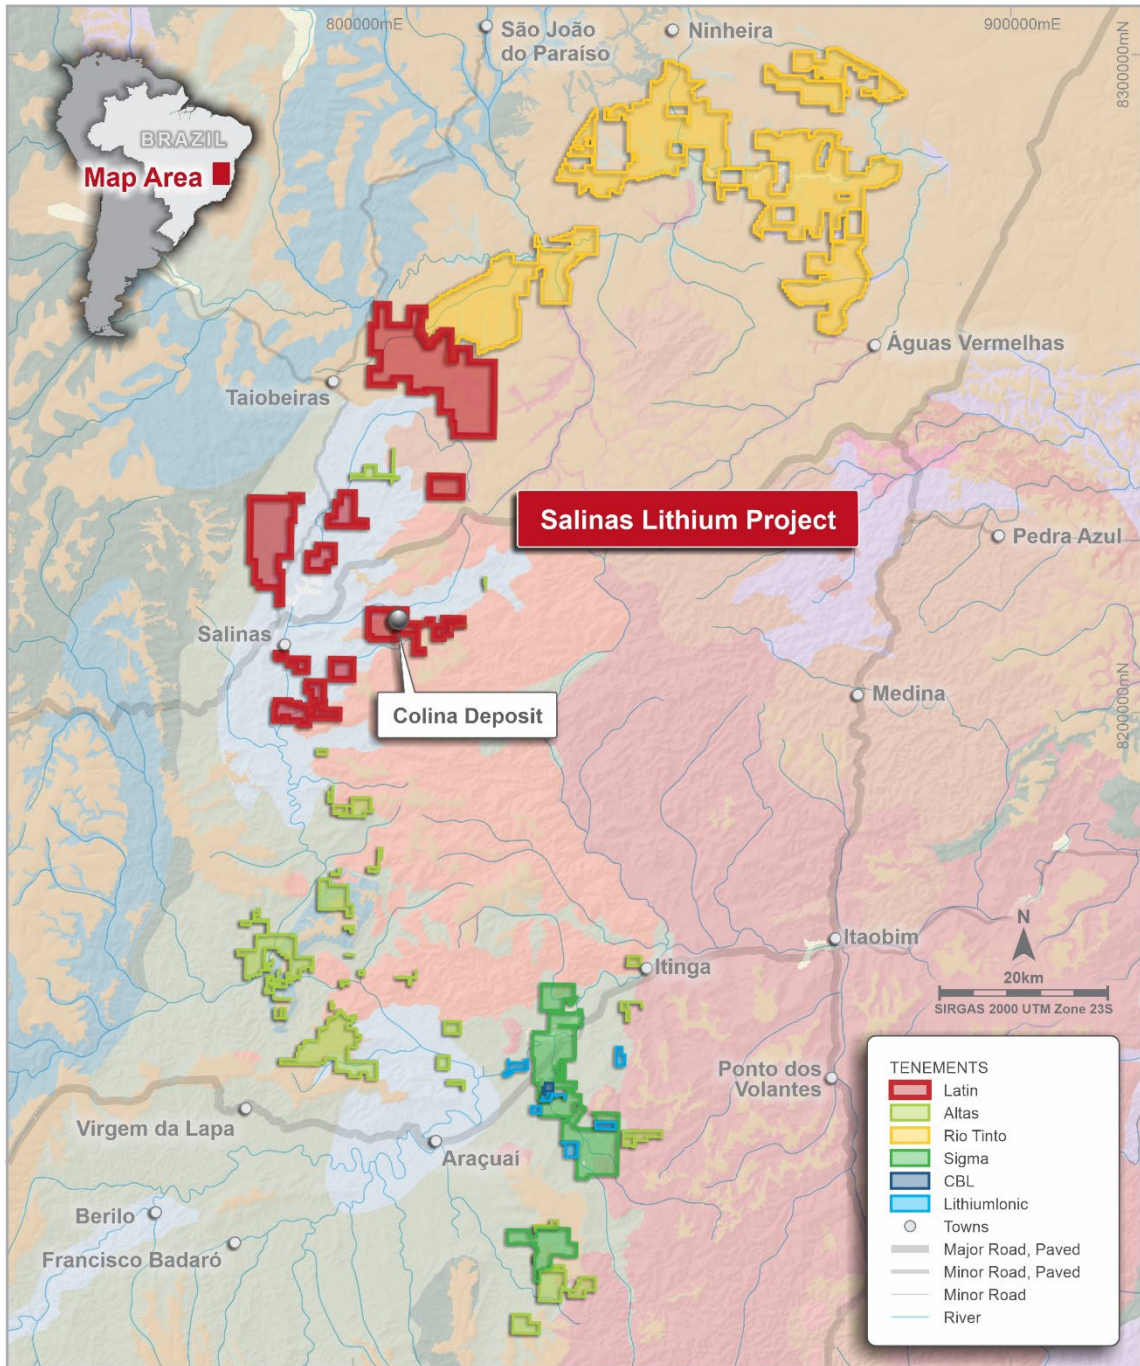 800000mE
900000mE
8300000mN
São João
do Paraíso
Ninheira
BRAZIL
Map Area
Águas Vermelhas
Taiobeiras
Salinas Lithium Project
Pedra Azul
Salinas
Colina Deposit
Medina
8200000mN
Itaobim
Itinga
N
20km
SIRGAS 2000 UTM Zone 23S
Ponto dos
Volantes
Virgem da Lapa
Araçuaí
Berilo
Francisco Badaró
TENEMENTS
Latin
Altas
Rio Tinto
Sigma
CBL
LithiumIonic
Towns
Major Road, Paved
Minor Road, Paved
Minor Road
River